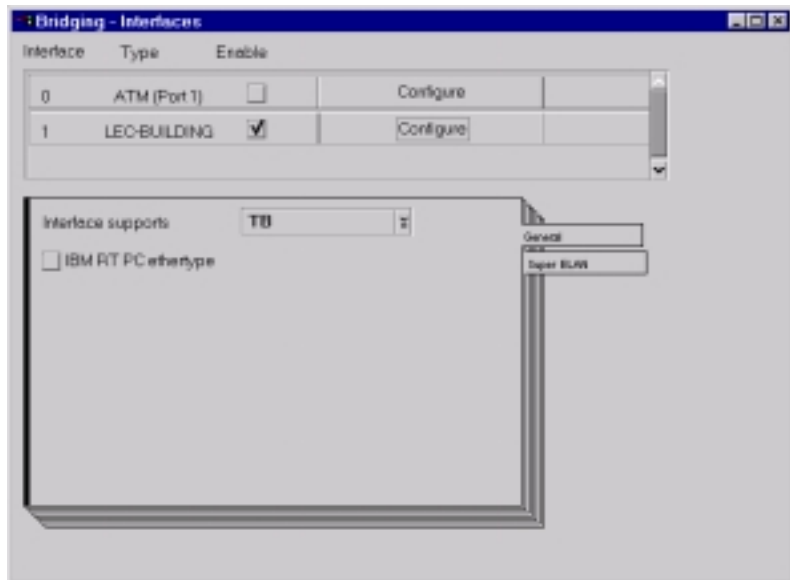 Bridging - Interfaces
Interface Type Enable
0 ATM (Port 1) Configure
1 LEC-BUILDING Configure
Interface supports TB
IBM RT PC ethertype
General
Super ELAN